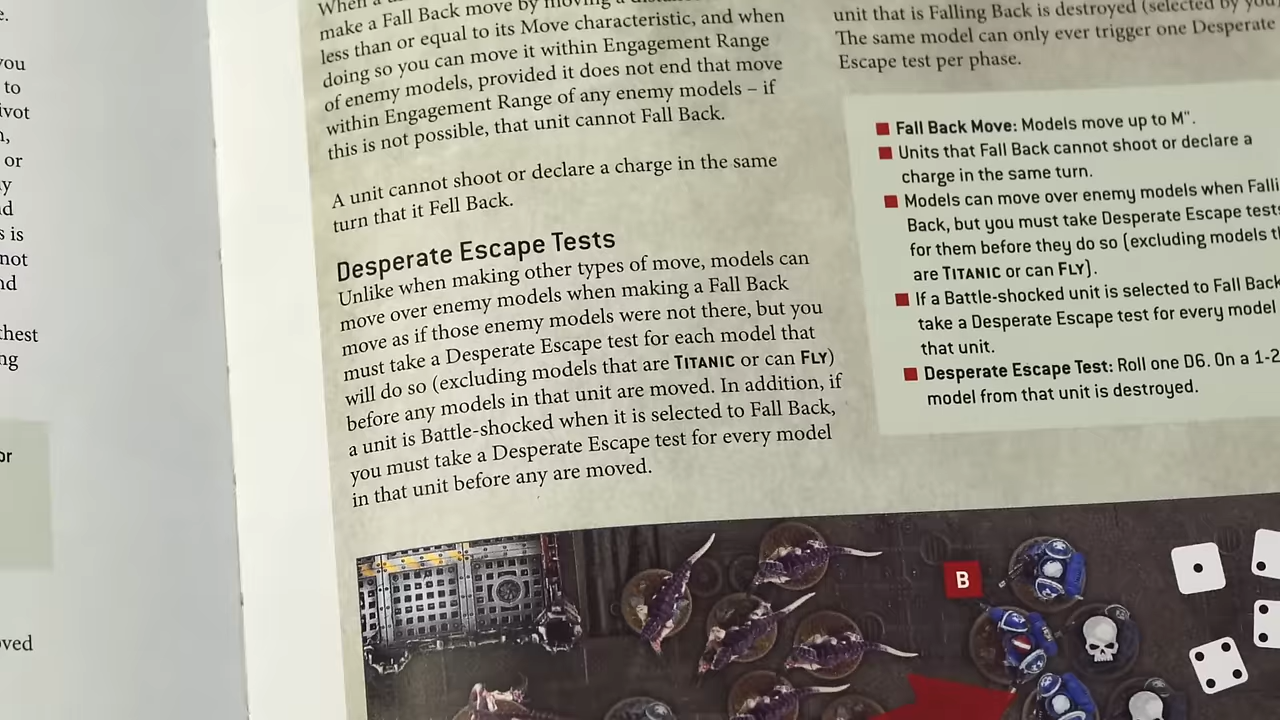 e.
you
to
ivot
n,
or
y
d
s is
not
nd
hest
ng
or
ved
When a
make a Fall Back move by moving a
less than or equal to its Move characteristic, and when
doing so you can move it within Engagement Range
of enemy models, provided it does not end that move
within Engagement Range of any enemy models – if
this is not possible, that unit cannot Fall Back.
A unit cannot shoot or declare a charge in the same
turn that it Fell Back.
Desperate Escape Tests
Unlike when making other types of move, models can
move over enemy models when making a Fall Back
move as if those enemy models were not there, but you
must take a Desperate Escape test for each model that
will do so (excluding models that are TITANIC or can FLY)
before any models in that unit are moved. In addition, if
a unit is Battle-shocked when it is selected to Fall Back,
you must take a Desperate Escape test for every model
in that unit before any are moved.
unit that is Falling Back is destroyed (selected by you)
The same model can only ever trigger one Desperate
Escape test per phase.
Fall Back Move: Models move up to M".
Units that Fall Back cannot shoot or declare a
charge in the same turn.
Models can move over enemy models when Falli
Back, but you must take Desperate Escape tests
for them before they do so (excluding models th
are TITANIC or can FLY).
If a Battle-shocked unit is selected to Fall Back
take a Desperate Escape test for every model
that unit.
Desperate Escape Test: Roll one D6. On a 1-2
model from that unit is destroyed.
B